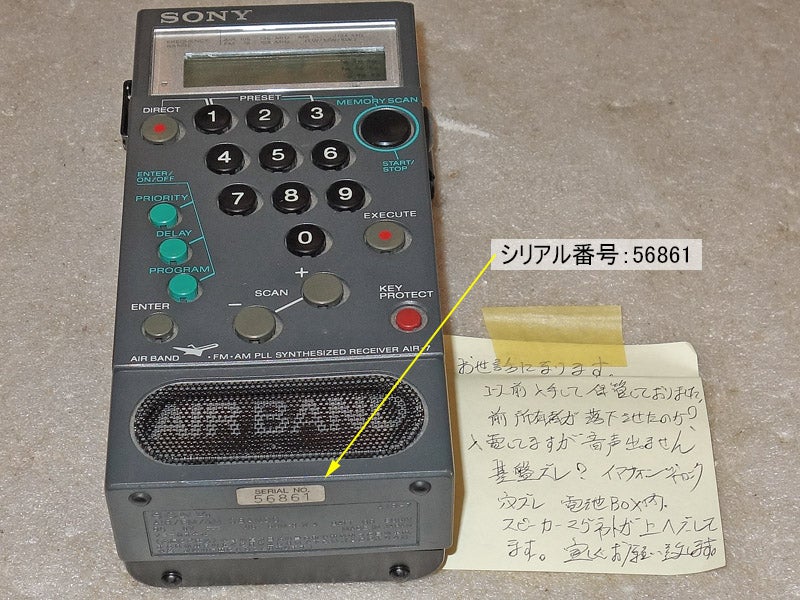 SONY
DIRECT
PRESET
MEMORY SCAN
1 2 3
4 5 6
START/
STOP
ENTER/
ON/OFF
7 8 9
PRIORITY
EXECUTE
DELAY
0
シリアル番号:56861
PROGRAM
+
SCAN
KEY
PROTECT
ENTER
−
AIR BAND
・FM・AM PLL SYNTHESIZED RECEIVER AIR-7
AIR BAND
SERIAL NO.
56861
お世話になります。
以前入手して保管しておりました。
前所有者が落下させたのか?
入電してますが音声出ません
基盤ズレ? イヤフォンジャック
穴ズレ 電池BOX内.
スピーカーマグネットが上へズレして
ます。宜しくお願い致します。